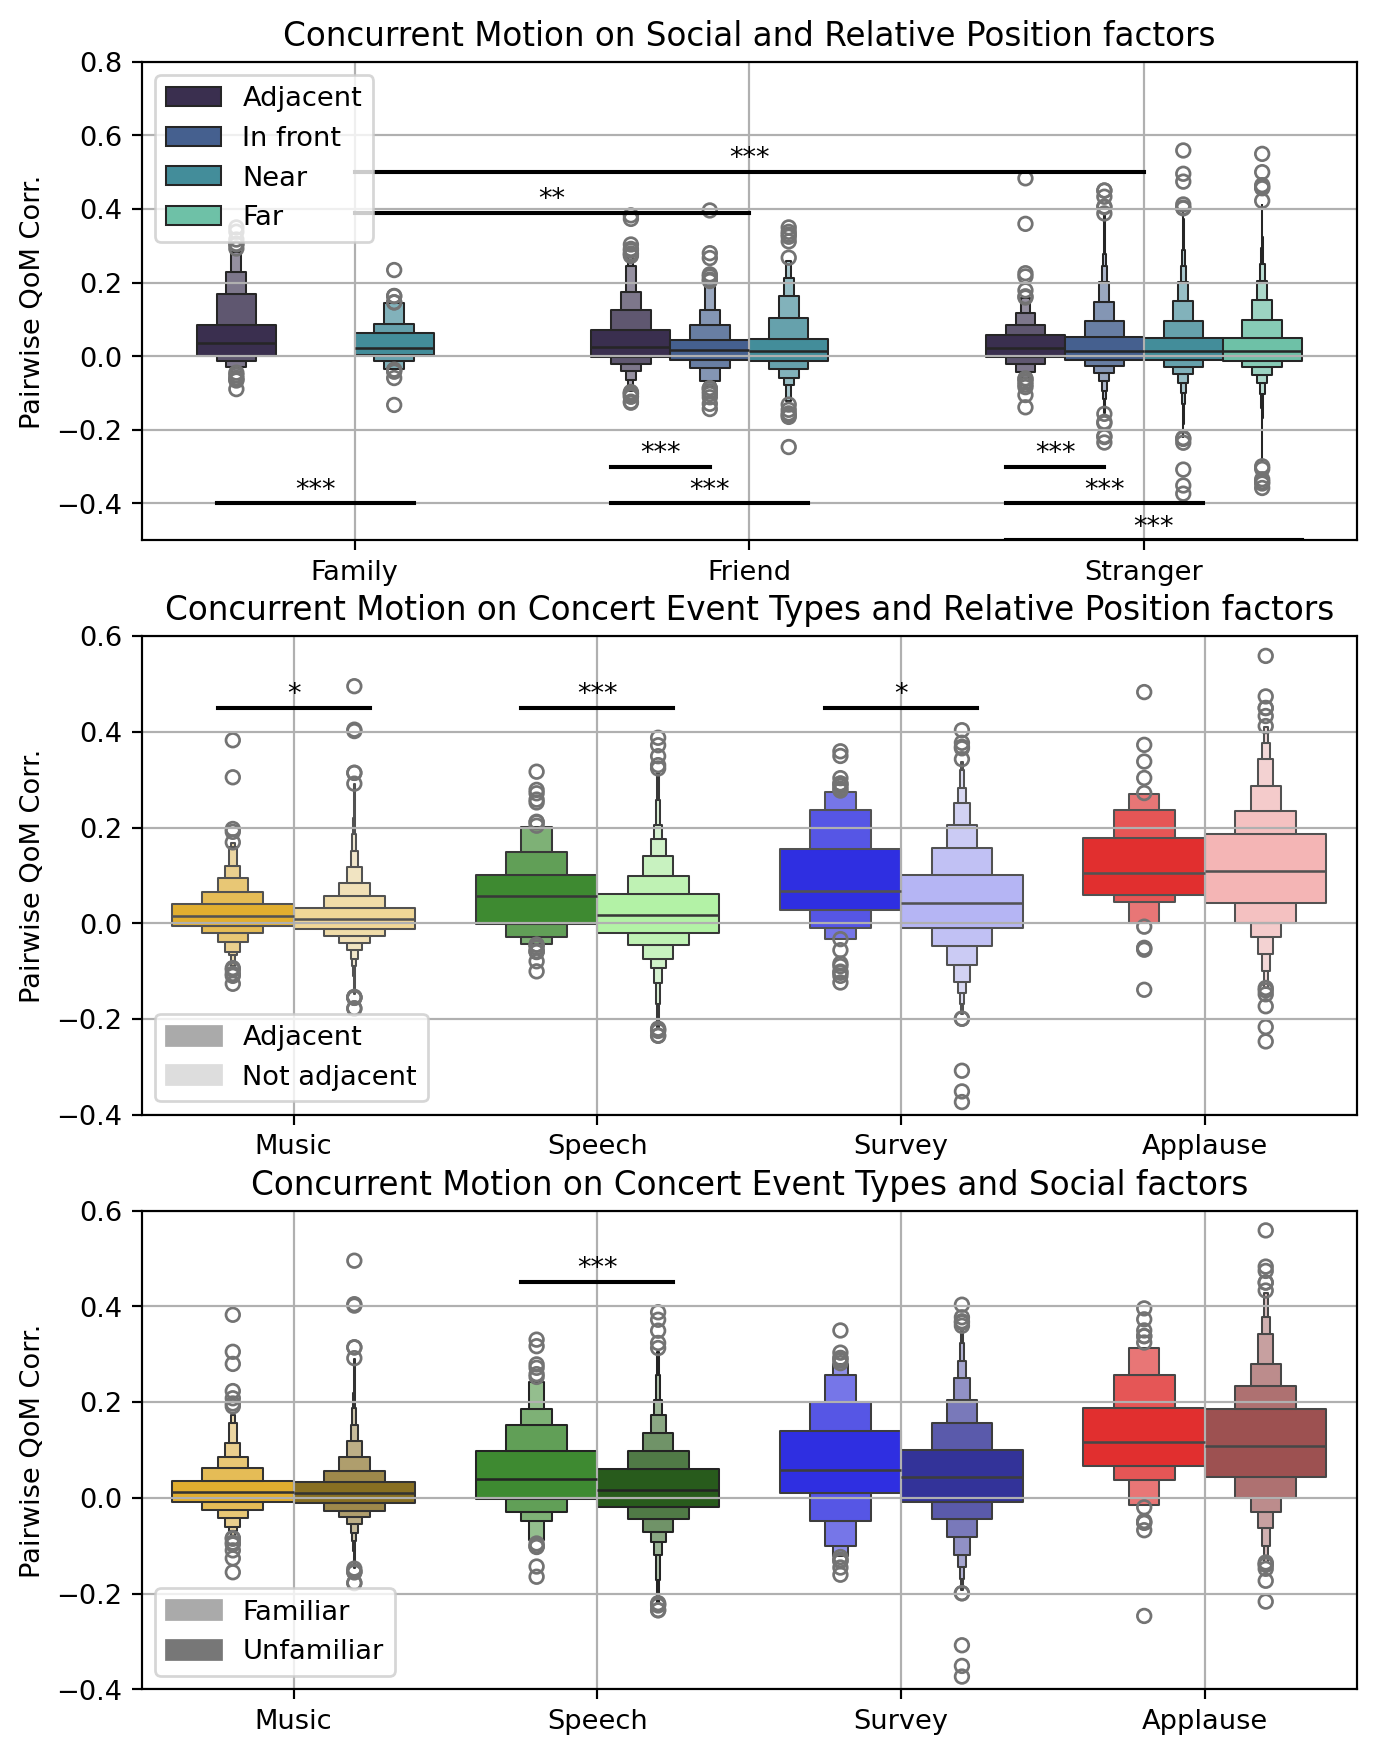 Concurrent Motion on Social and Relative Position factors
0.8
0.6
0.4
0.2
0.0
−0.2
−0.4
Pairwise QoM Corr.
Adjacent
In front
Near
Far
***
**
***
***
***
***
***
***
Family
Friend
Stranger
Concurrent Motion on Concert Event Types and Relative Position factors
0.6
0.4
0.2
0.0
−0.2
−0.4
Pairwise QoM Corr.
*
***
*
Adjacent
Not adjacent
Music
Speech
Survey
Applause
Concurrent Motion on Concert Event Types and Social factors
0.6
0.4
0.2
0.0
−0.2
−0.4
Pairwise QoM Corr.
***
Familiar
Unfamiliar
Music
Speech
Survey
Applause